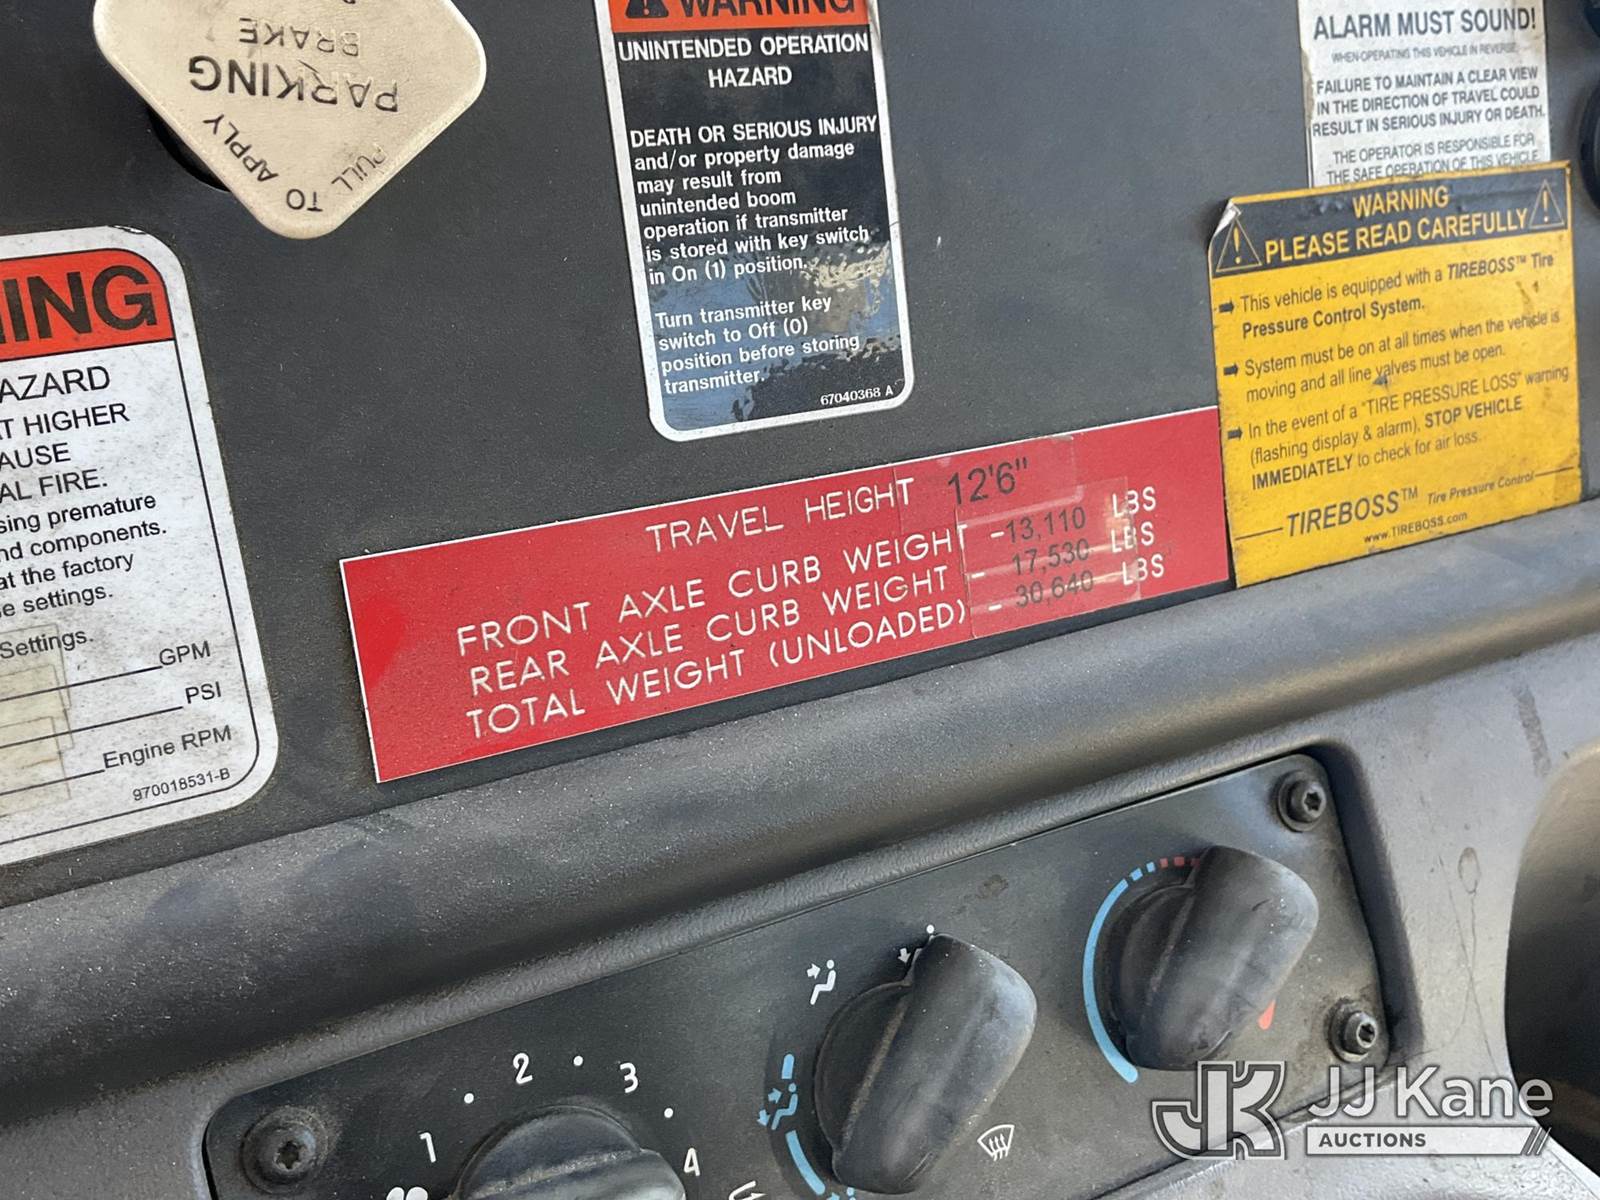 PARKING
BRAKE
PULL TO APPLY
WARNING
UNINTENDED OPERATION
HAZARD
DEATH OR SERIOUS INJURY
and/or property damage
may result from
unintended boom
operation if transmitter
is stored with key switch
in On (1) position.
Turn transmitter key
switch to Off (0)
position before storing
transmitter.
67040368 A
ALARM MUST SOUND!
WHEN OPERATING THIS VEHICLE IN REVERSE
FAILURE TO MAINTAIN A CLEAR VIEW
IN THE DIRECTION OF TRAVEL COULD
RESULT IN SERIOUS INJURY OR DEATH.
THE OPERATOR IS RESPONSIBLE FOR
THE SAFE OPERATION OF THIS VEHICLE
WARNING
PLEASE READ CAREFULLY
This vehicle is equipped with a TIREBOSS™ Tire
Pressure Control System.
System must be on at all times when the vehicle is
moving and all line valves must be open.
In the event of a "TIRE PRESSURE LOSS" warning
(flashing display & alarm), STOP VEHICLE
IMMEDIATELY to check for air loss.
TIREBOSS™ Tire Pressure Control
www.TIREBOSS.com
ING
AZARD
AT HIGHER
AUSE
AL FIRE.
sing premature
nd components.
at the factory
e settings.
Settings.
GPM
PSI
Engine RPM
970018531-B
TRAVEL HEIGHT 12'6"
FRONT AXLE CURB WEIGHT -13,110 LBS
REAR AXLE CURB WEIGHT - 17,530 LBS
TOTAL WEIGHT (UNLOADED) - 30,640 LBS
1 2 3 4
JK JJ Kane
AUCTIONS